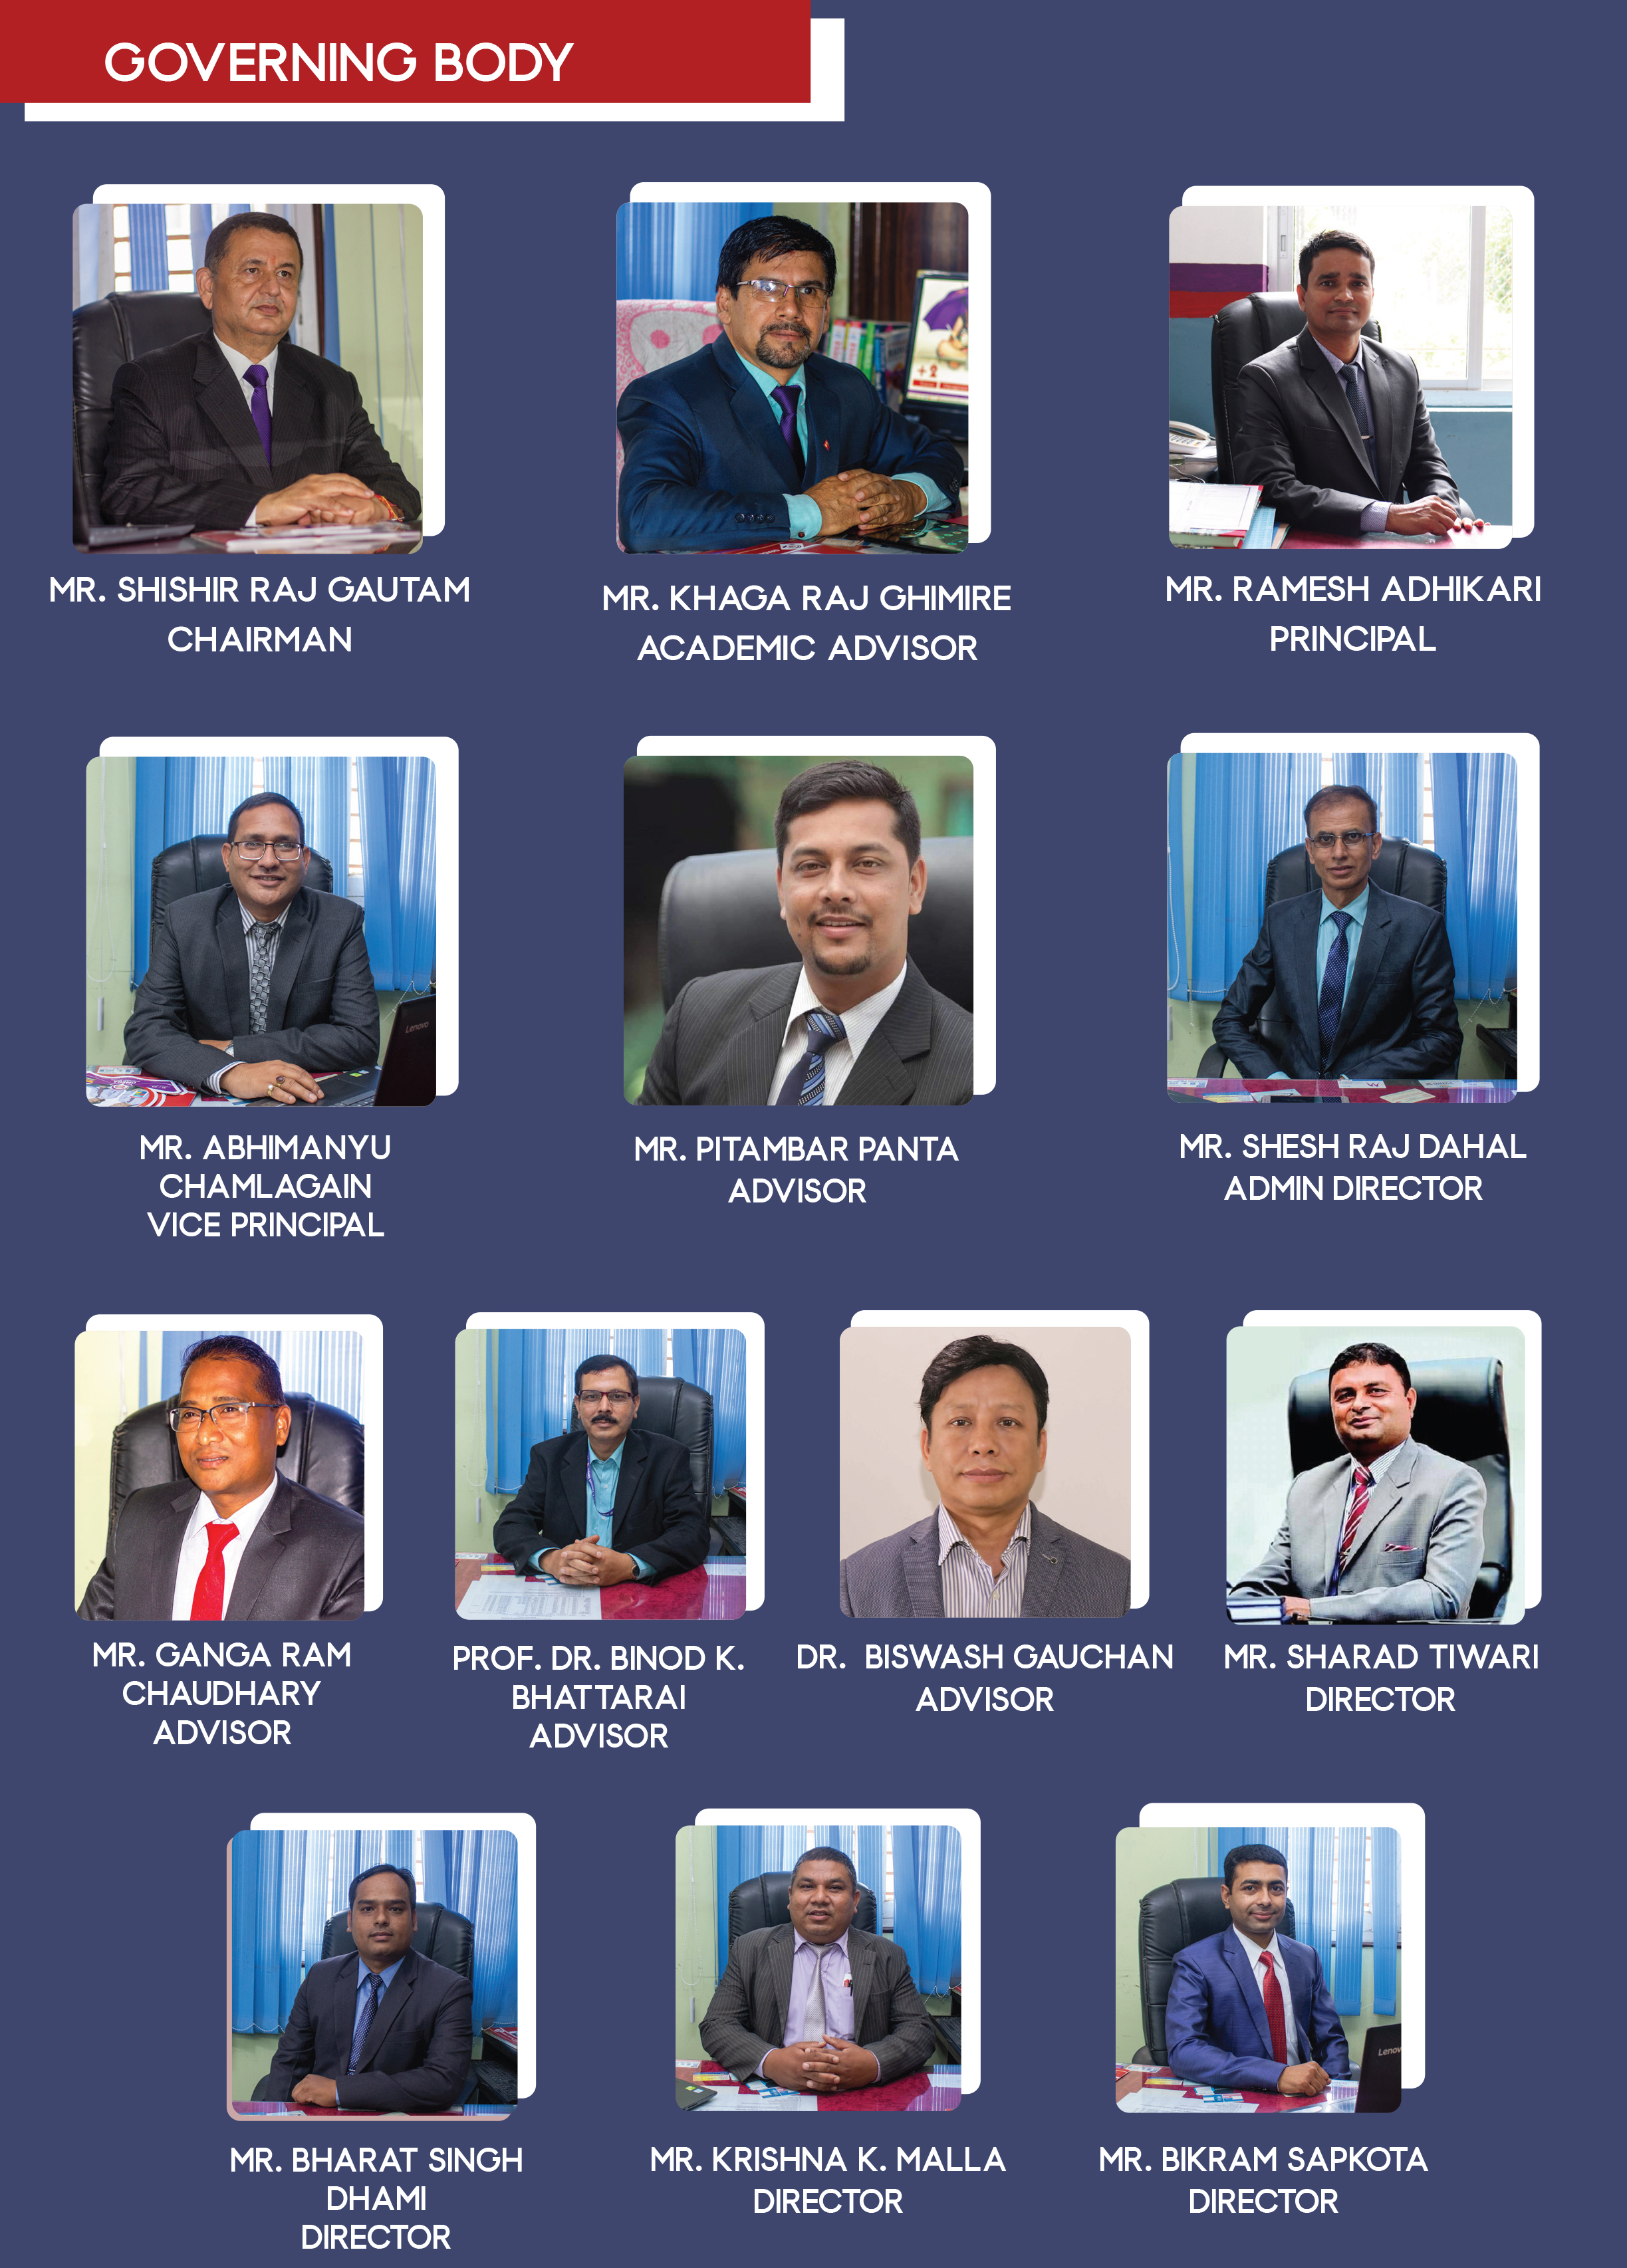 GOVERNING BODY
MR. SHISHIR RAJ GAUTAM
CHAIRMAN
MR. KHAGA RAJ GHIMIRE
ACADEMIC ADVISOR
MR. RAMESH ADHIKARI
PRINCIPAL
Lenovo
MR. ABHIMANYU
CHAMLAGAIN
VICE PRINCIPAL
MR. PITAMBAR PANTA
ADVISOR
MR. SHESH RAJ DAHAL
ADMIN DIRECTOR
MR. GANGA RAM
CHAUDHARY
ADVISOR
PROF. DR. BINOD K.
BHATTARAI
ADVISOR
DR. BISWASH GAUCHAN
ADVISOR
MR. SHARAD TIWARI
DIRECTOR
Lenov
MR. BHARAT SINGH
DHAMI
DIRECTOR
MR. KRISHNA K. MALLA
DIRECTOR
MR. BIKRAM SAPKOTA
DIRECTOR